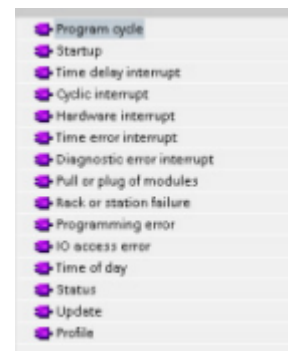 Program cycle
Startup
Time delay interrupt
Cyclic interrupt
Hardware interrupt
Time error interrupt
Diagnostic error interrupt
Pull or plug of modules
Rack or station failure
Programming error
IO access error
Time of day
Status
Update
Profile